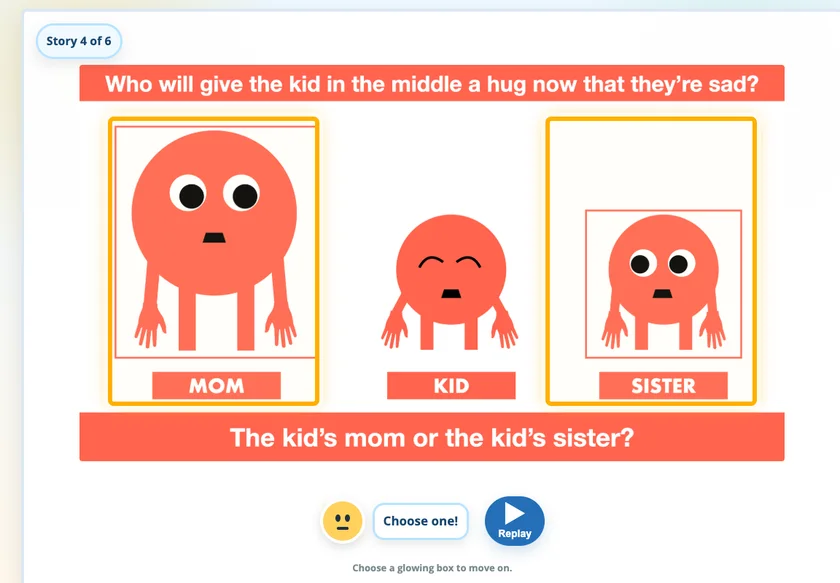 Story 4 of 6
Who will give the kid in the middle a hug now that they’re sad?
MOM
KID
SISTER
The kid’s mom or the kid’s sister?
Choose one!
Replay
Choose a glowing box to move on.